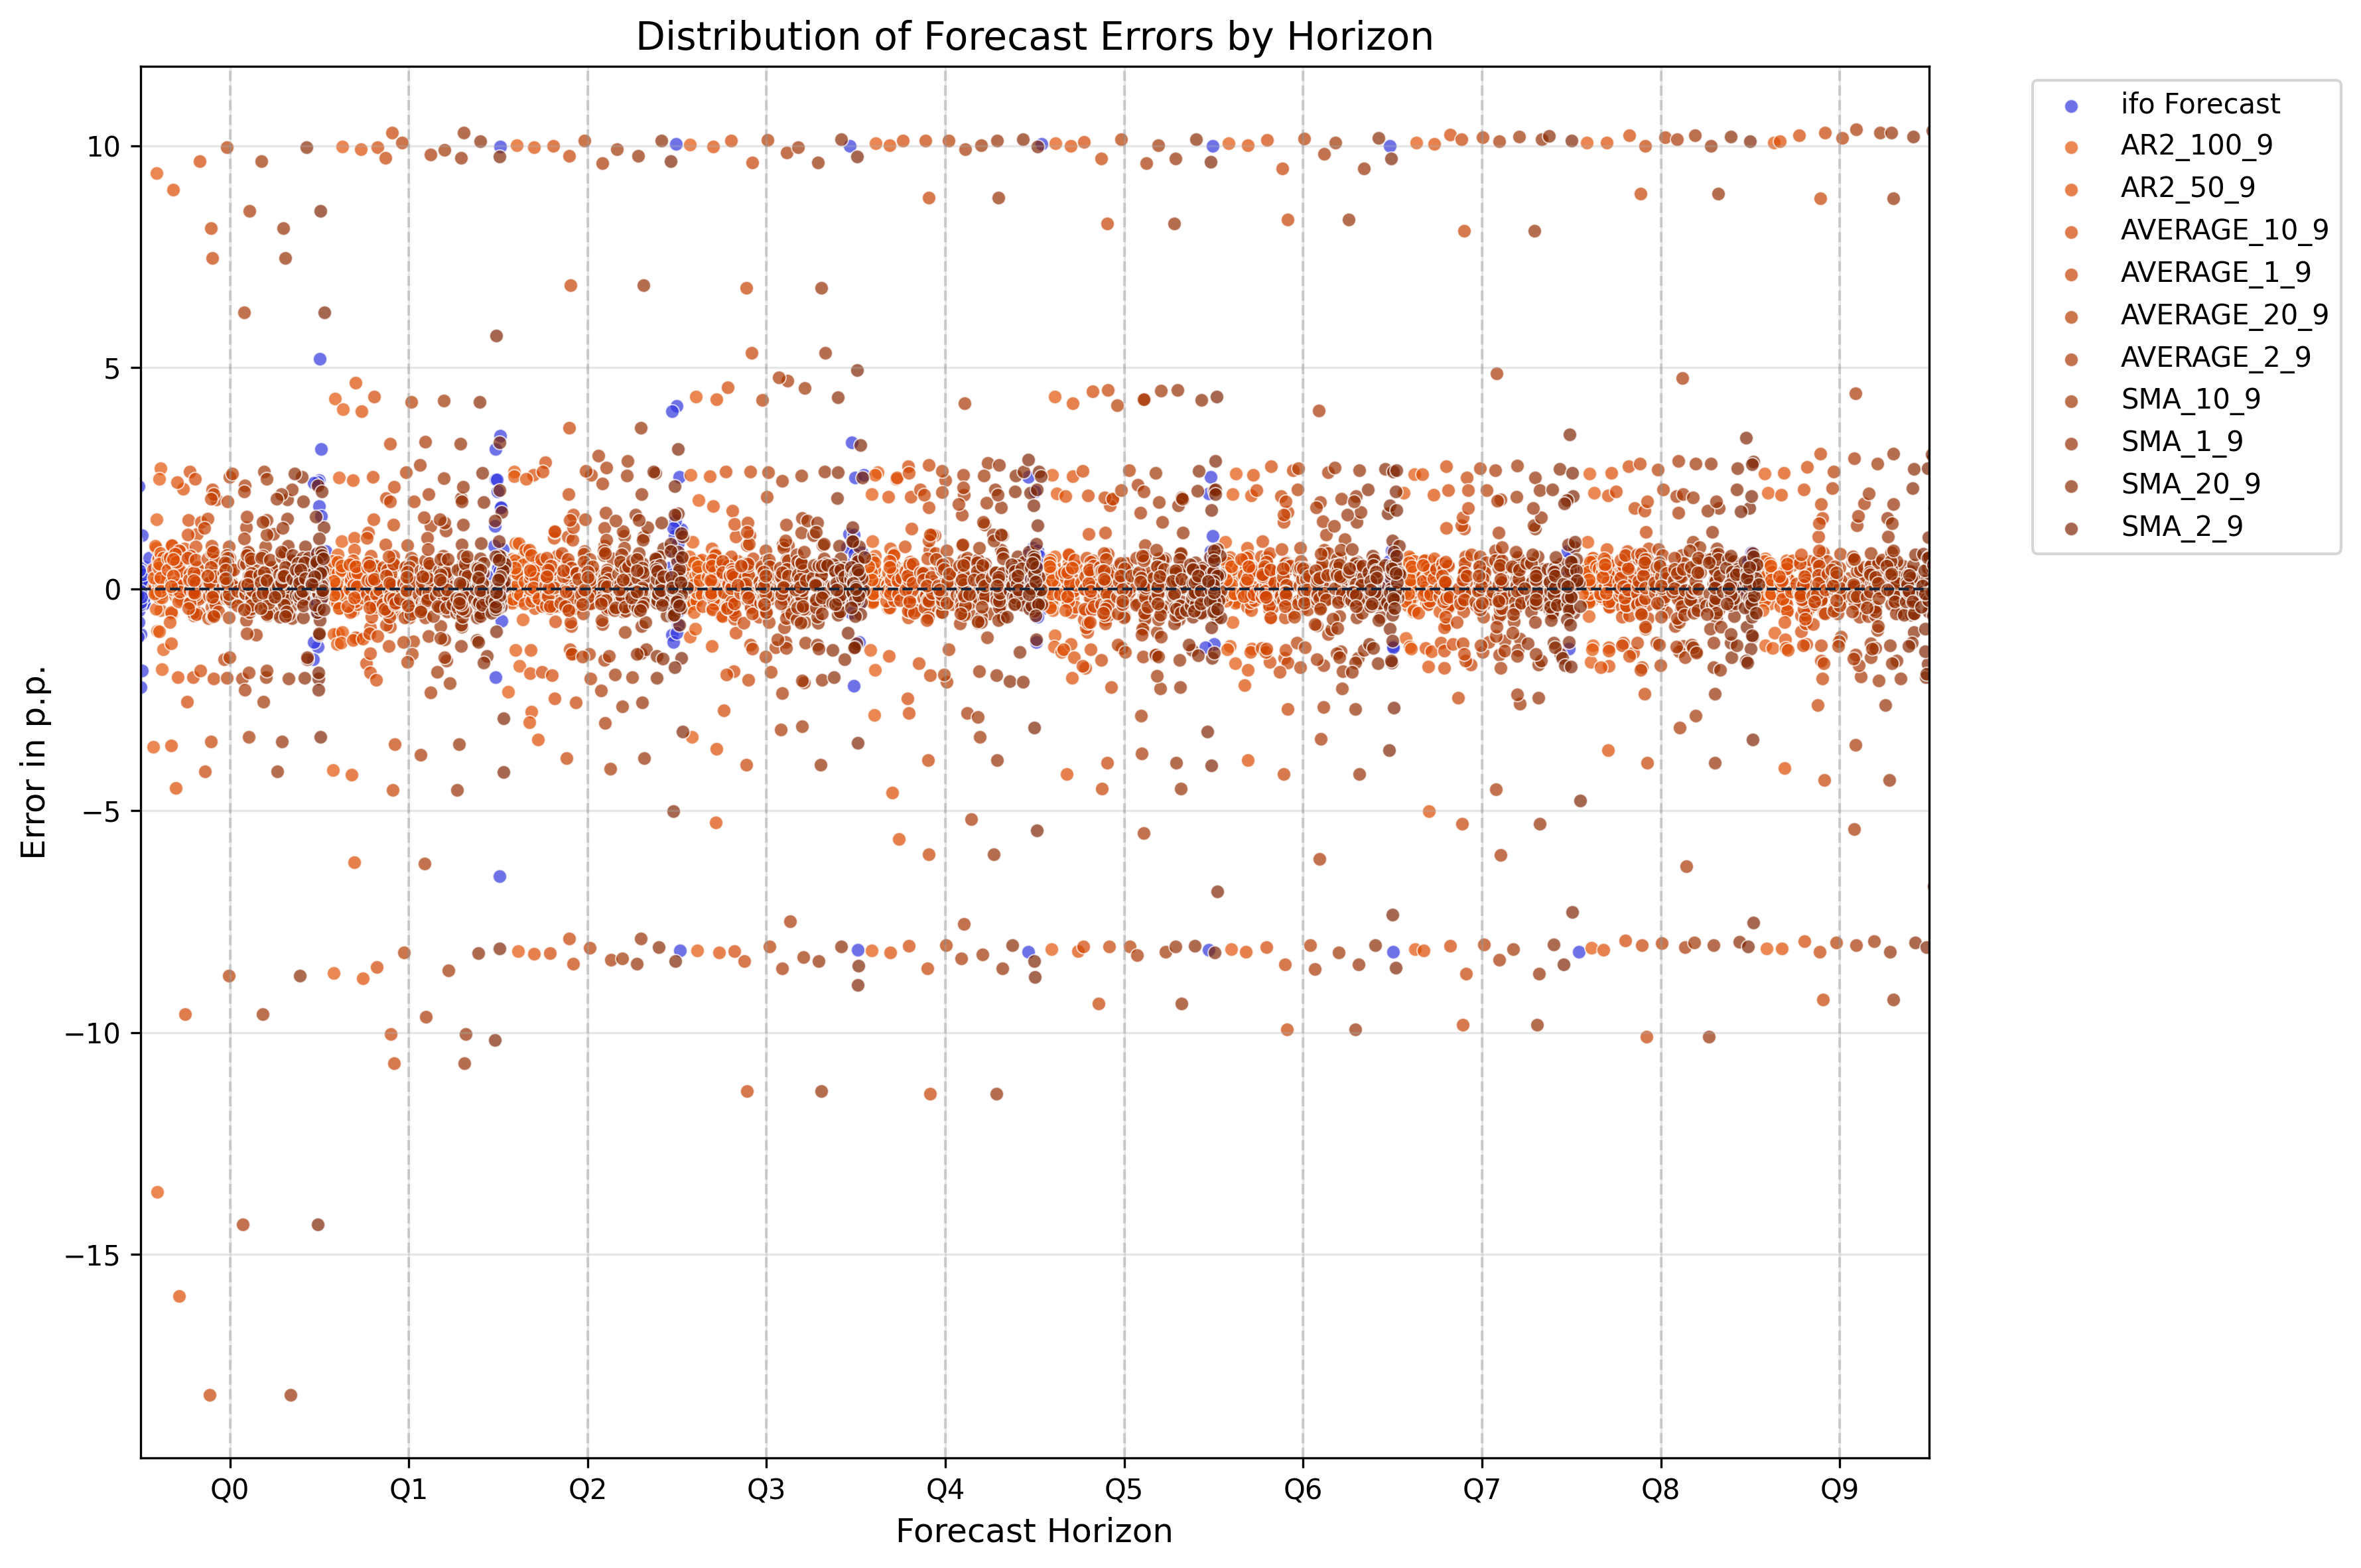 Distribution of Forecast Errors by Horizon
Error in p.p.
10
5
0
−5
−10
−15
Q0 Q1 Q2 Q3 Q4 Q5 Q6 Q7 Q8 Q9
Forecast Horizon
ifo Forecast
AR2_100_9
AR2_50_9
AVERAGE_10_9
AVERAGE_1_9
AVERAGE_20_9
AVERAGE_2_9
SMA_10_9
SMA_1_9
SMA_20_9
SMA_2_9